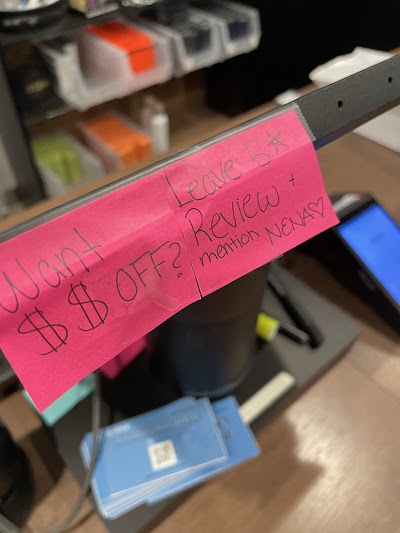 Want
$$ OFF?
Leave 5☆
Review +
mention NENA♡